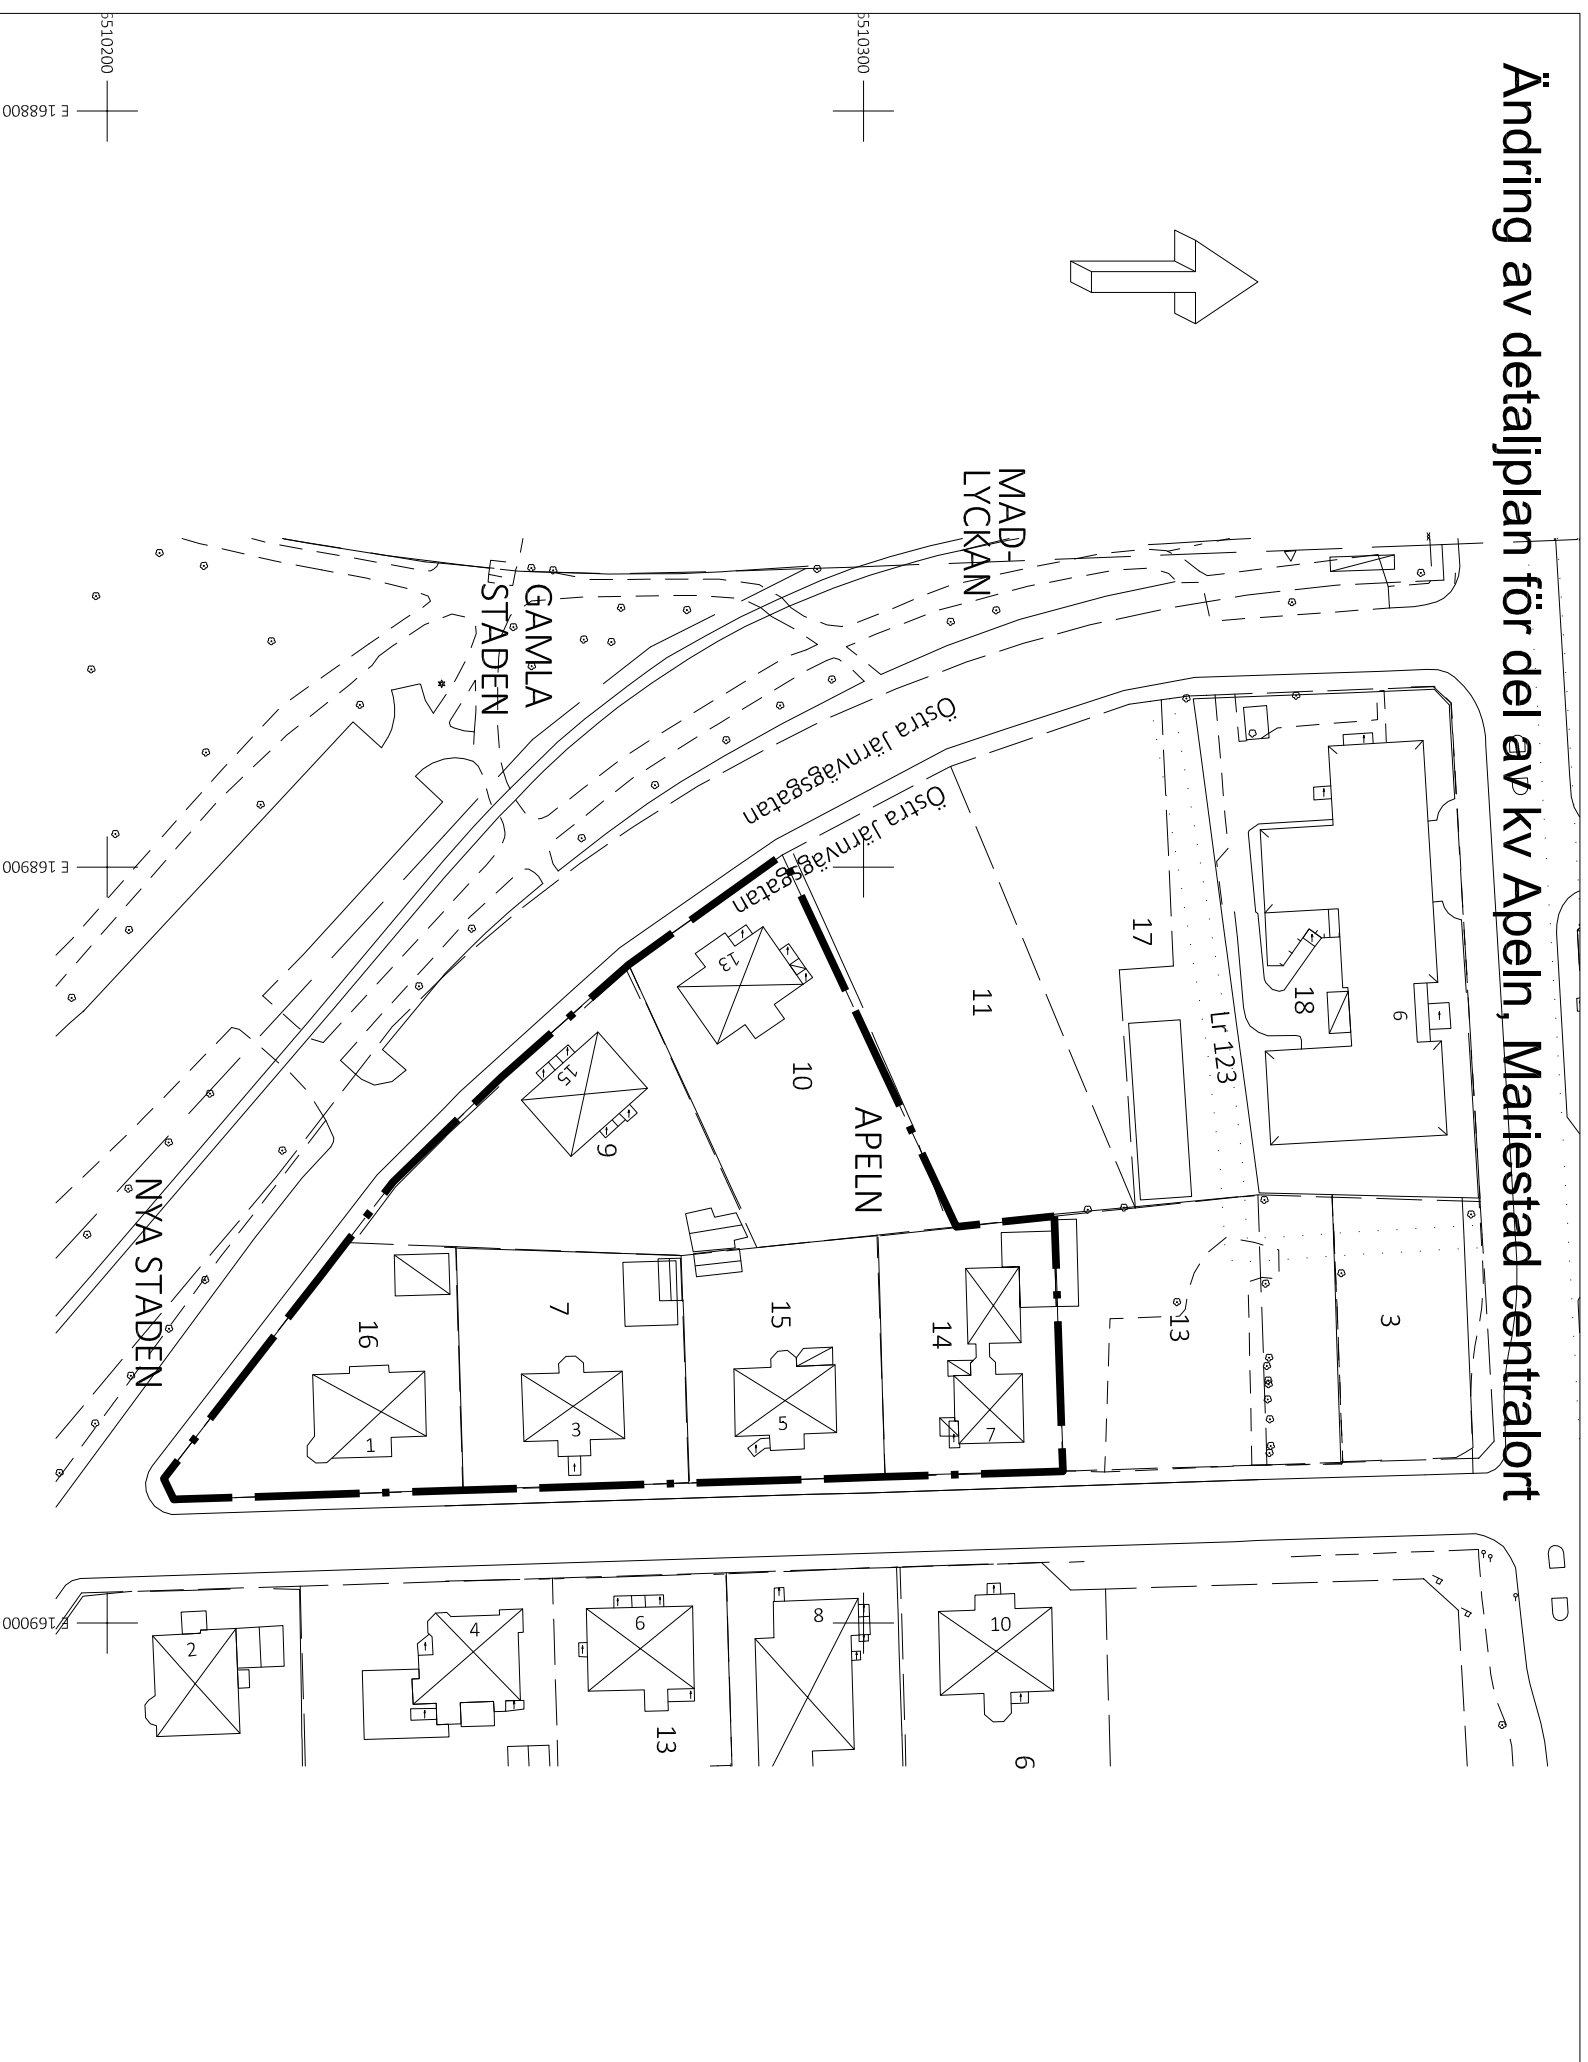 Ändring av detaljplan för del av kv Apeln, Mariestad centralort
6510200
6510300
E 168800
E 168900
E 169000
MAD-
LYCKAN
GAMLA
STADEN
NYA STADEN
Östra Järnvägsgatan
Östra Järnvägsgatan
APELN
Lr 123
17
11
18
6
3
13
10
13
9
15
16
1
7
3
15
5
14
7
2
4
6
13
8
10
6